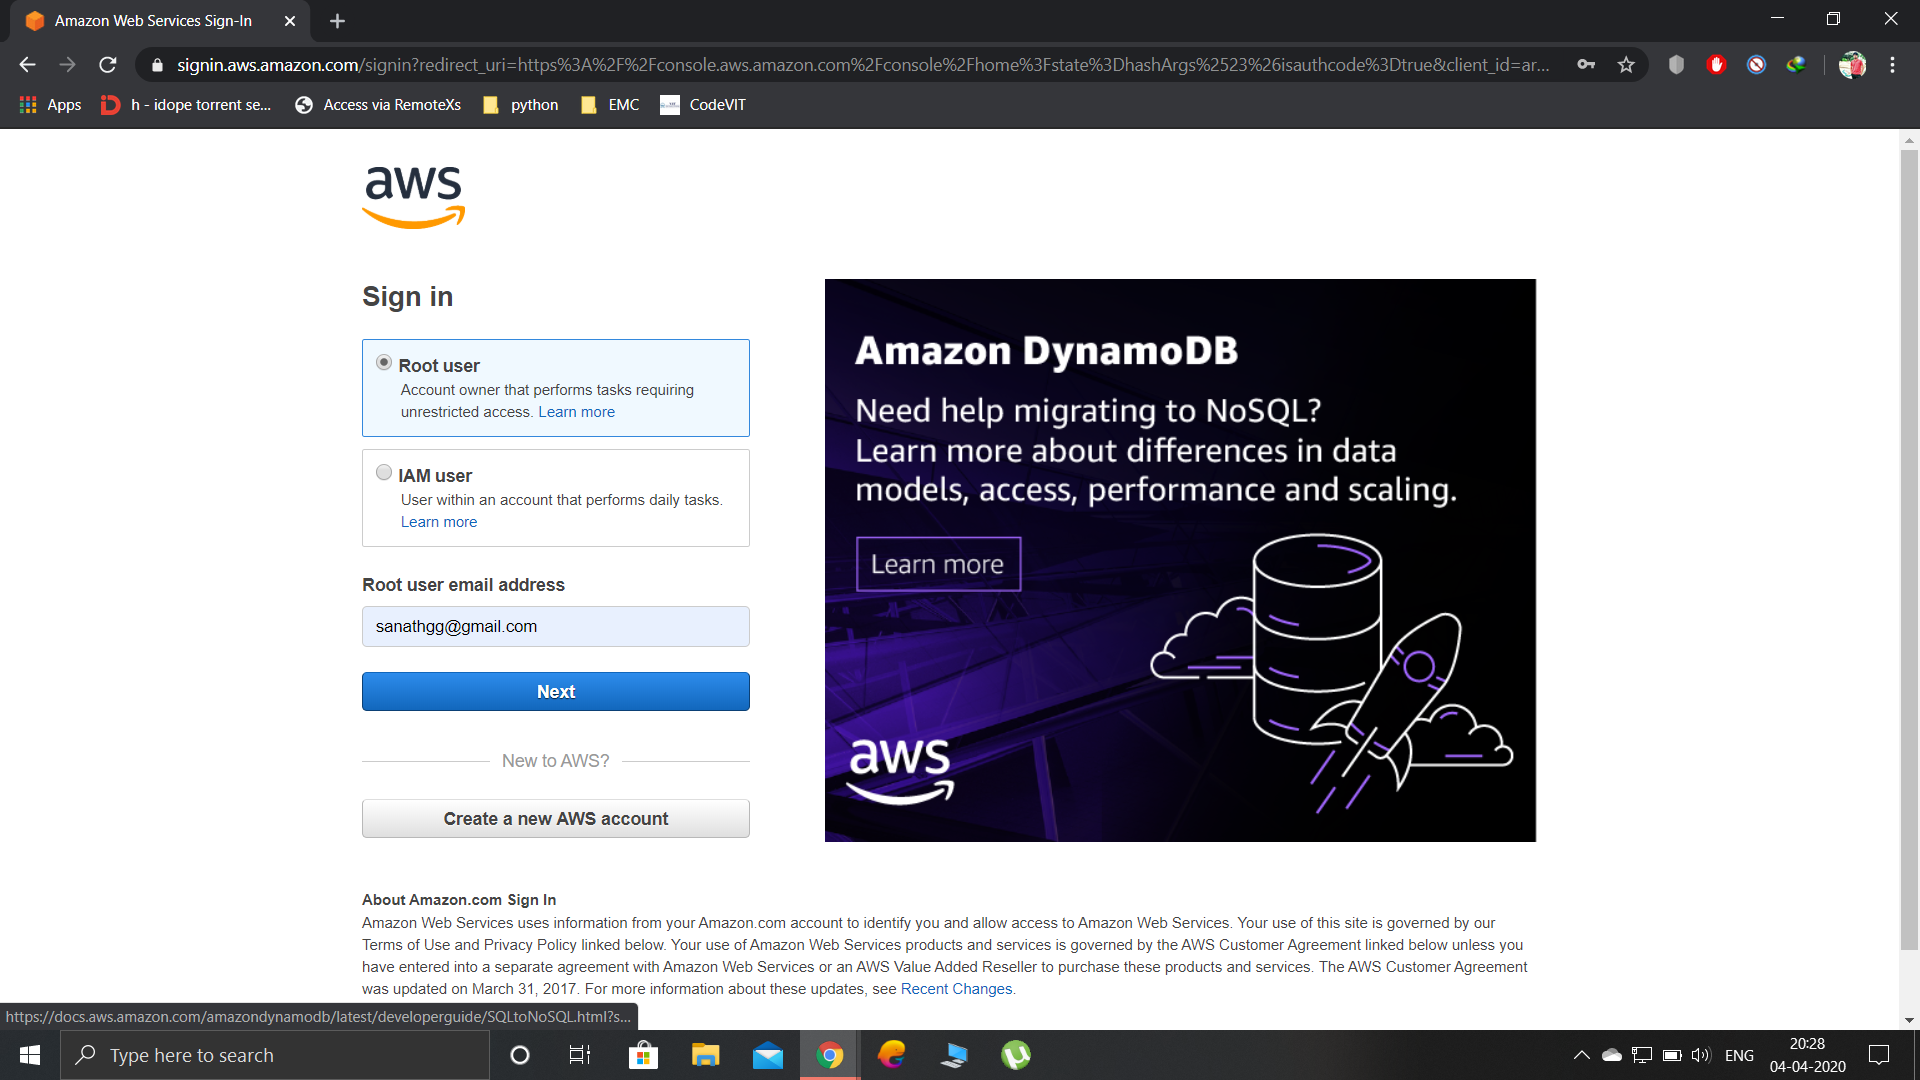 Amazon Web Services Sign-In
signin.aws.amazon.com/signin?redirect_uri=https%3A%2F%2Fconsole.aws.amazon.com%2Fconsole%2Fhome%3Fstate%3DhashArgs%2523%26isauthcode%3Dtrue&client_id=ar...
Apps h - idope torrent se... Access via RemoteXs python EMC CodeVIT
aws
Sign in
Root user
Account owner that performs tasks requiring
unrestricted access. Learn more
IAM user
User within an account that performs daily tasks.
Learn more
Root user email address
sanathgg@gmail.com
Next
New to AWS?
Create a new AWS account
Amazon DynamoDB
Need help migrating to NoSQL?
Learn more about differences in data
models, access, performance and scaling.
Learn more
aws
About Amazon.com Sign In
Amazon Web Services uses information from your Amazon.com account to identify you and allow access to Amazon Web Services. Your use of this site is governed by our
Terms of Use and Privacy Policy linked below. Your use of Amazon Web Services products and services is governed by the AWS Customer Agreement linked below unless you
have entered into a separate agreement with Amazon Web Services or an AWS Value Added Reseller to purchase these products and services. The AWS Customer Agreement
was updated on March 31, 2017. For more information about these updates, see Recent Changes.
https://docs.aws.amazon.com/amazondynamodb/latest/developerguide/SQLtoNoSQL.html?s...
Type here to search
ENG
20:28
04-04-2020